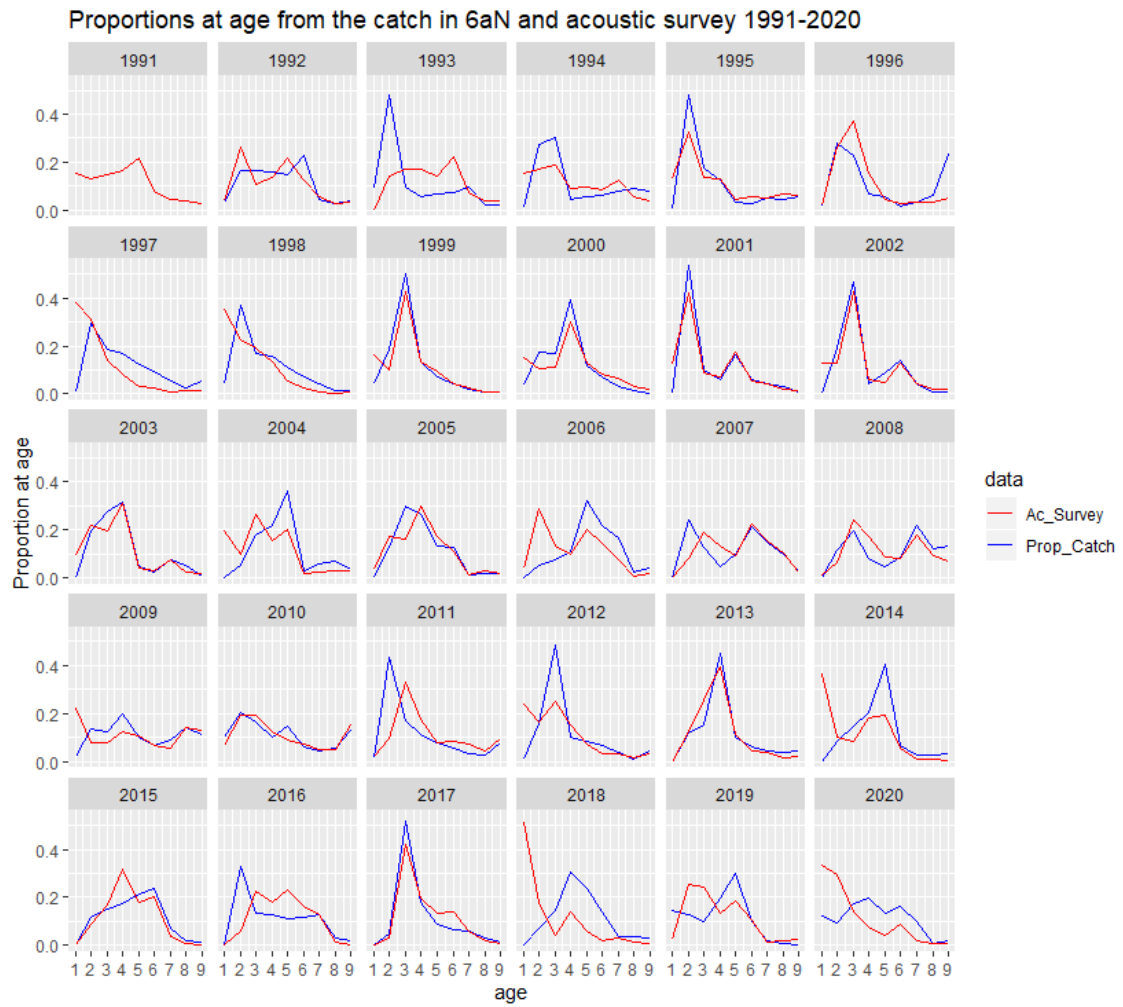 Proportions at age from the catch in 6aN and acoustic survey 1991-2020
1991 1992 1993 1994 1995 1996
0.4
0.2
0.0
1997 1998 1999 2000 2001 2002
0.4
0.2
0.0
2003 2004 2005 2006 2007 2008
0.4
0.2
0.0
2009 2010 2011 2012 2013 2014
0.4
0.2
0.0
2015 2016 2017 2018 2019 2020
0.4
0.2
0.0
1 2 3 4 5 6 7 8 9 1 2 3 4 5 6 7 8 9 1 2 3 4 5 6 7 8 9 1 2 3 4 5 6 7 8 9 1 2 3 4 5 6 7 8 9 1 2 3 4 5 6 7 8 9
age
Proportion at age
data
Ac_Survey
Prop_Catch